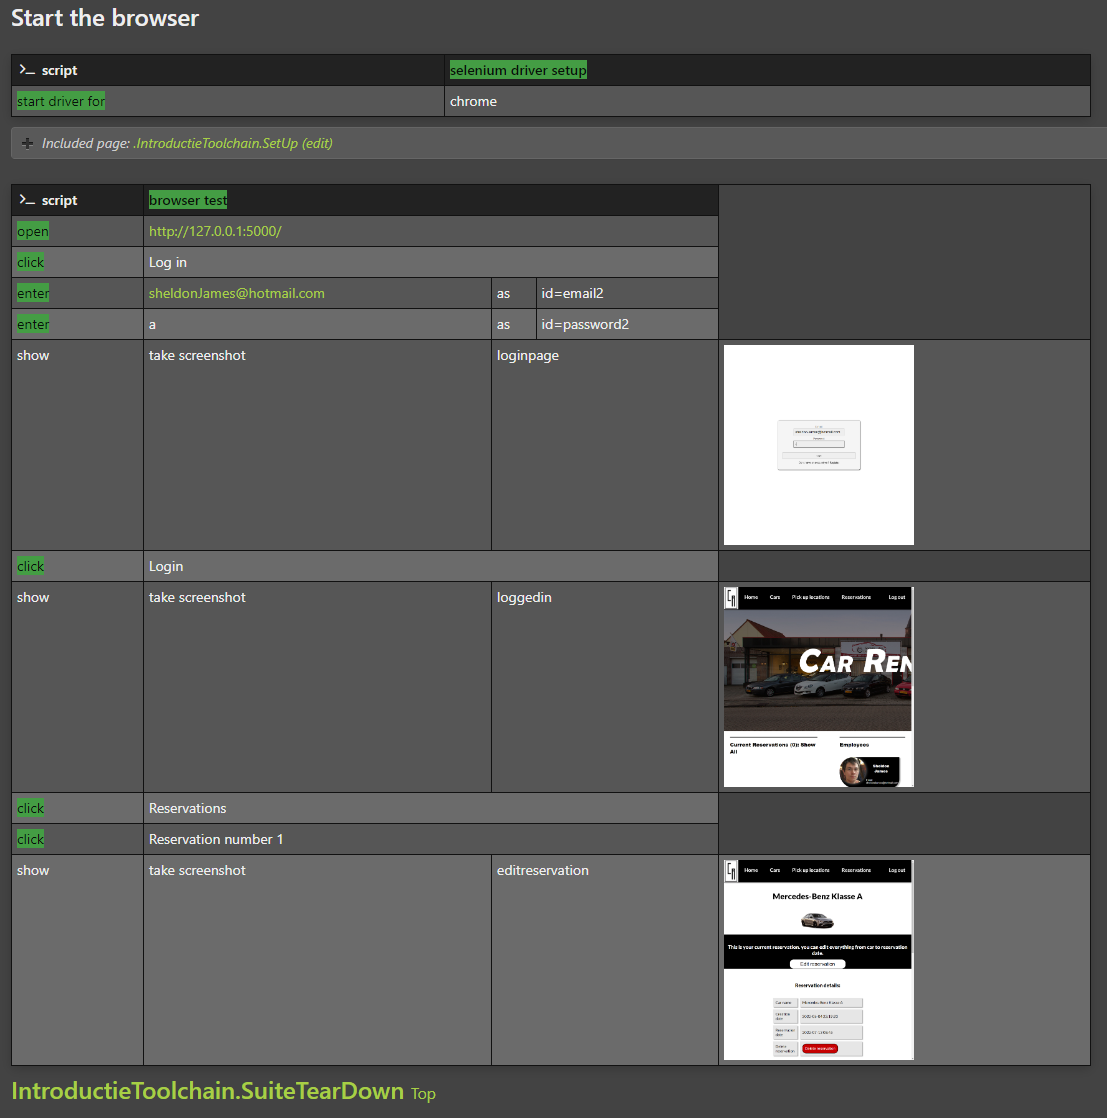 Start the browser
script selenium driver setup
start driver for chrome
Included page: .IntroductieToolchain.SetUp (edit)
script browser test
open http://127.0.0.1:5000/
click Log in
enter sheldonJames@hotmail.com as id=email2
enter a as id=password2
show take screenshot loginpage
click Login
show take screenshot loggedin
Home Cars Pick up locations Reservations Log out
CAR REN
Current Reservations (0): Show
All
Employees
Sheldon
James
click Reservations
click Reservation number 1
show take screenshot editreservation
Home Cars Pick up locations Reservations Log out
Mercedes-Benz Klasse A
This is your current reservation, you can edit everything from car to reservation
date.
Edit reservation
Reservation details:
Car name Mercedes-Benz Klasse A
Reservation
date
Delete
reservation
Delete reservation
IntroductieToolchain.SuiteTearDown Top